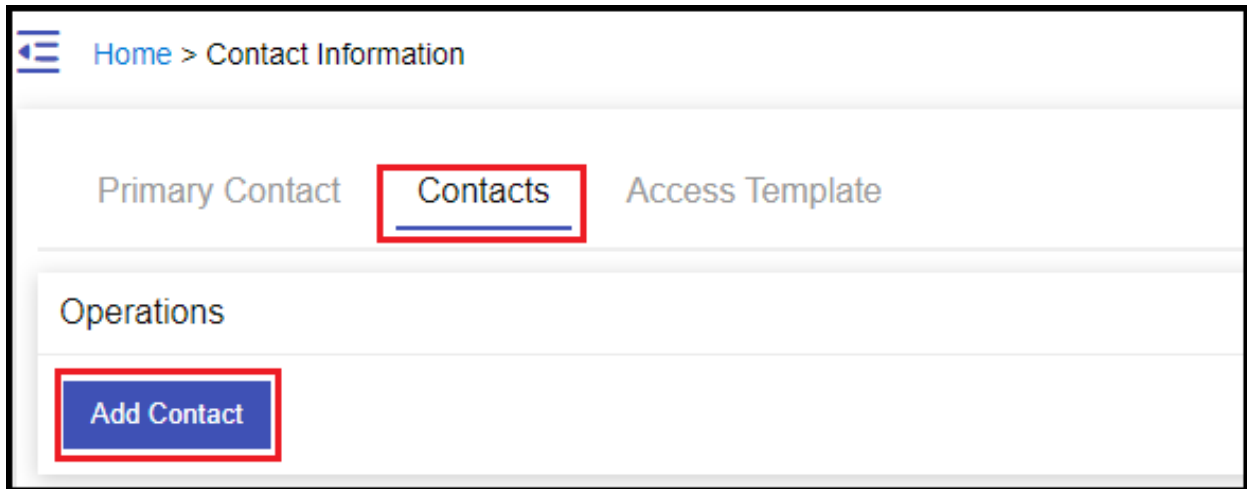 Home > Contact Information
Primary Contact Contacts Access Template
Operations
Add Contact